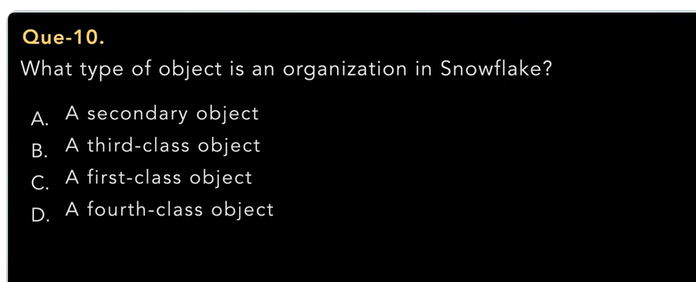 Que-10.
What type of object is an organization in Snowflake?
A. A secondary object
B. A third-class object
C. A first-class object
D. A fourth-class object